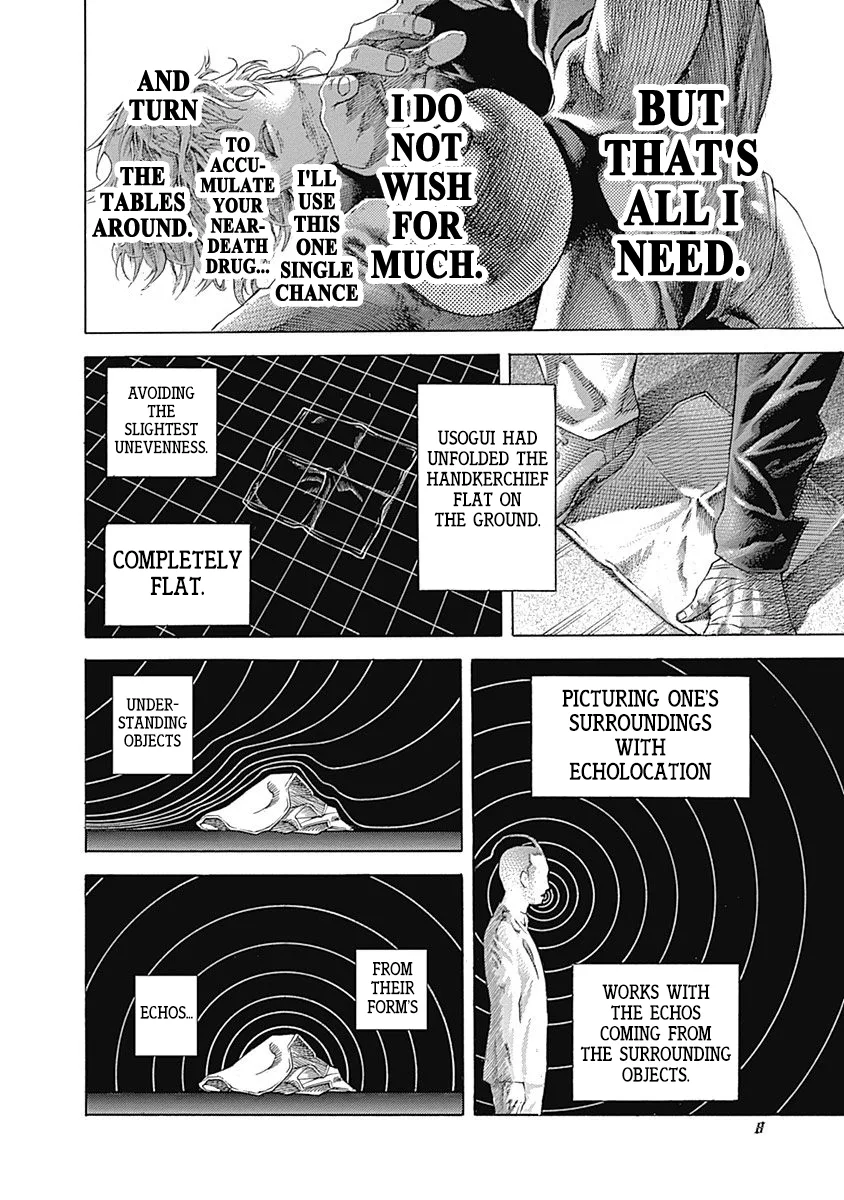 BUT
THAT'S
ALL I
NEED.
I DO
NOT
WISH
FOR
MUCH.
I'LL
USE
THIS
ONE
SINGLE
CHANCE
TO
ACCU-
MULATE
YOUR
NEAR-
DEATH
DRUG...
AND
TURN
THE
TABLES
AROUND.
USOGUI HAD
UNFOLDED THE
HANDKERCHIEF
FLAT ON
THE GROUND.
AVOIDING
THE
SLIGHTEST
UNEVENNESS.
COMPLETELY
FLAT.
PICTURING ONE'S
SURROUNDINGS
WITH
ECHOLOCATION
WORKS WITH
THE ECHOS
COMING FROM
THE SURROUNDING
OBJECTS.
UNDER-
STANDING
OBJECTS
FROM
THEIR
FORM'S
ECHOS...